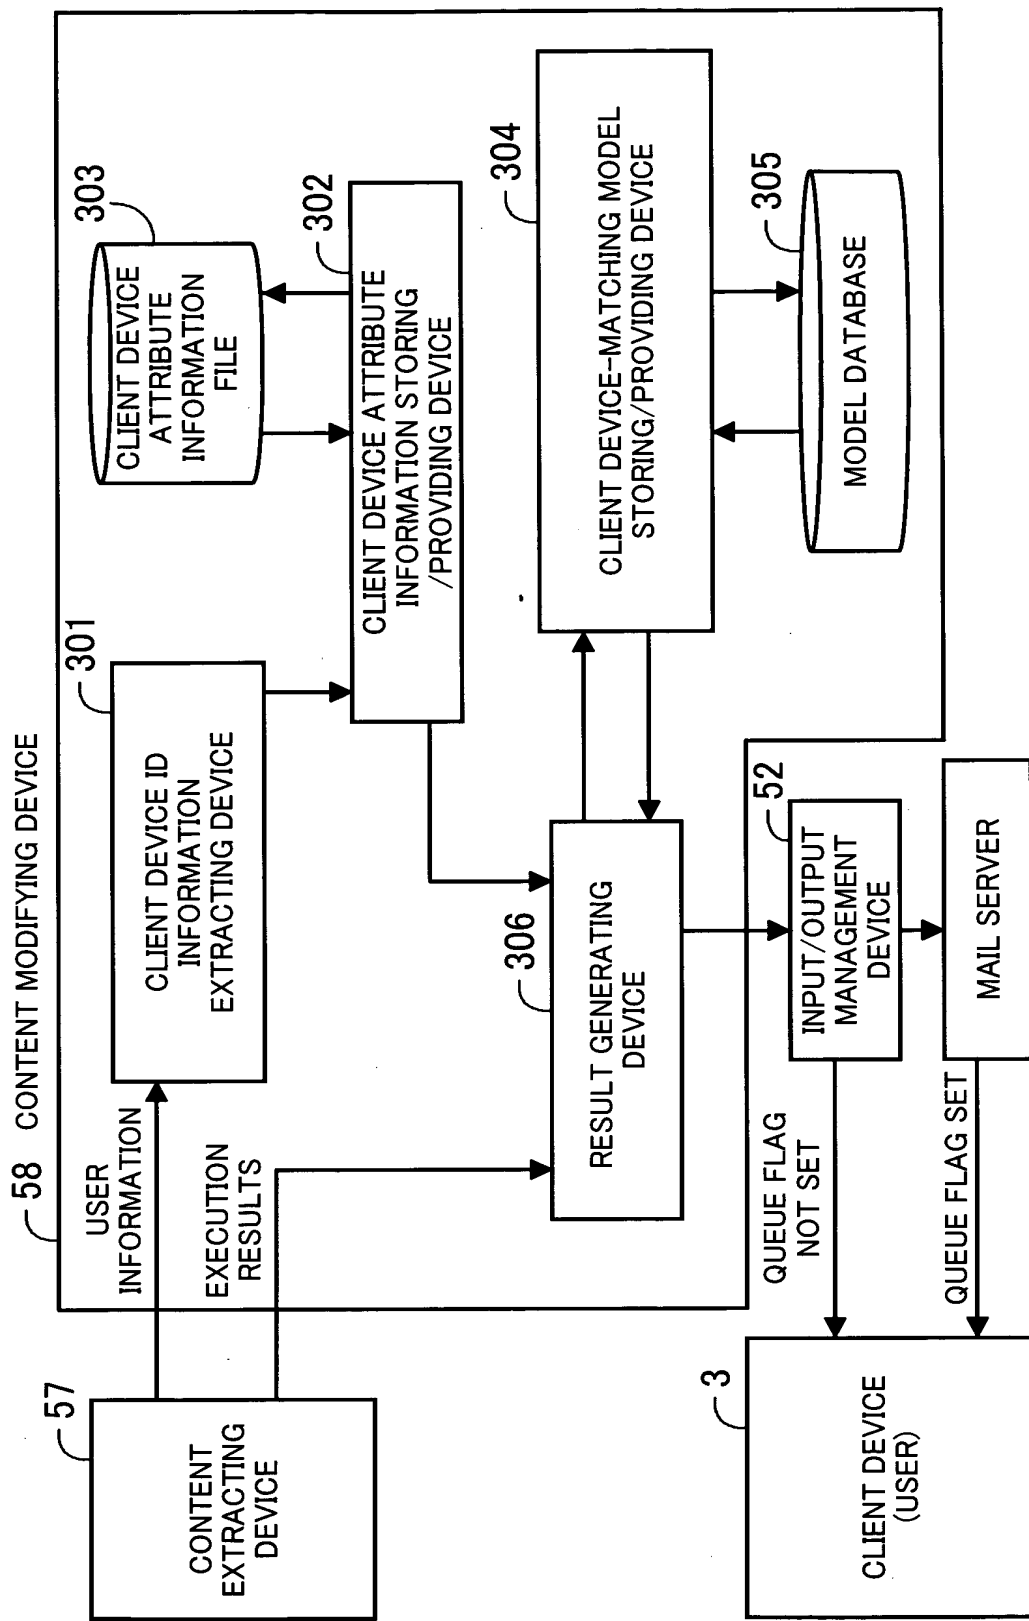 58 CONTENT MODIFYING DEVICE
57
CONTENT
EXTRACTING
DEVICE
USER
INFORMATION
EXECUTION
RESULTS
301
CLIENT DEVICE ID
INFORMATION
EXTRACTING DEVICE
303
CLIENT DEVICE
ATTRIBUTE
INFORMATION
FILE
302
CLIENT DEVICE ATTRIBUTE
INFORMATION STORING
/PROVIDING DEVICE
306
RESULT GENERATING
DEVICE
304
CLIENT DEVICE-MATCHING MODEL
STORING/PROVIDING DEVICE
305
MODEL DATABASE
3
CLIENT DEVICE
(USER)
QUEUE FLAG
NOT SET
QUEUE FLAG SET
52
INPUT/OUTPUT
MANAGEMENT
DEVICE
MAIL SERVER